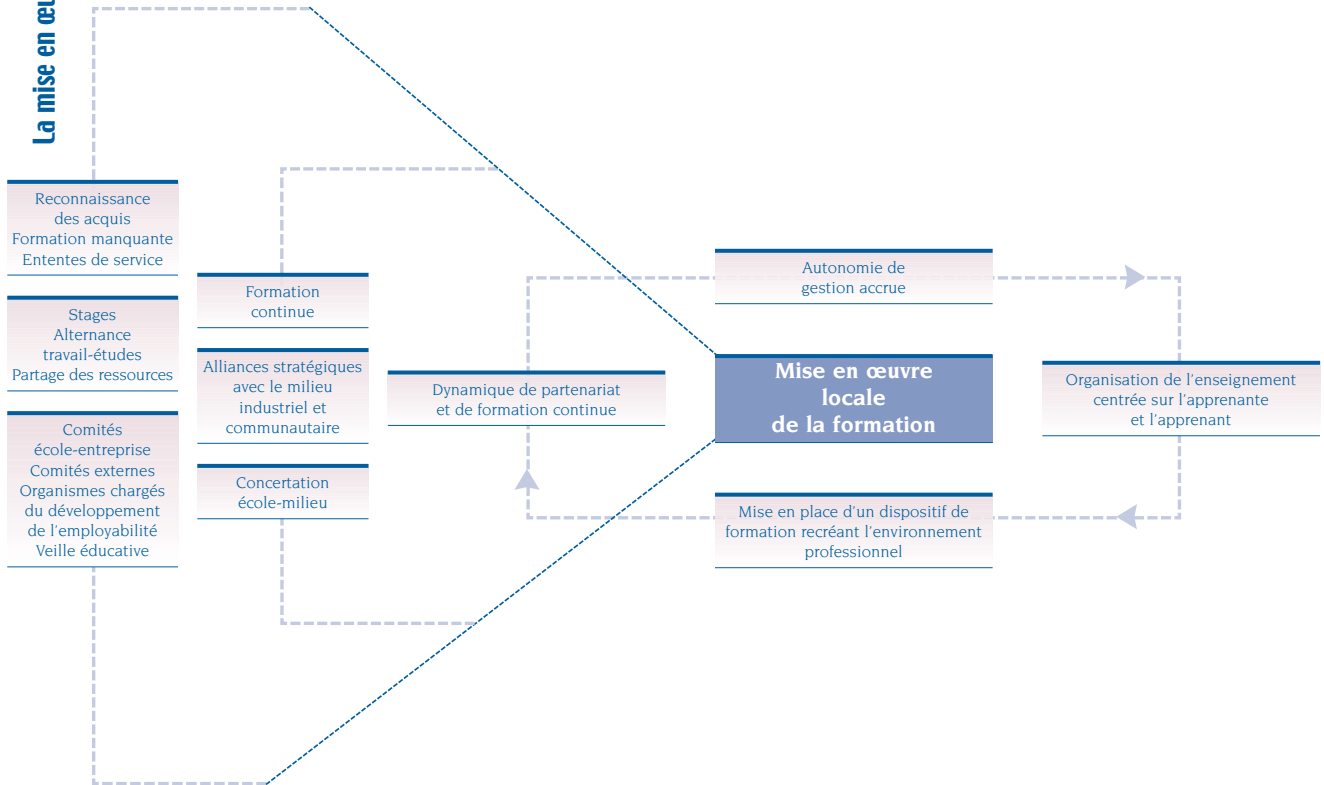 La mise en
Reconnaissance
des acquis
Formation manquante
Ententes de service
Stages
Alternance
travail-études
Partage des ressources
Comités
école-entreprise
Comités externes
Organismes chargés
du développement
de l'employabilité
Veille éducative
Formation
continue
Alliances stratégiques
avec le milieu
industriel et
communautaire
Concertation
école-milieu
Dynamique de partenariat
et de formation continue
Autonomie de
gestion accrue
Mise en œuvre
locale
de la formation
Mise en place d'un dispositif de
formation recréant l'environnement
professionnel
Organisation de l'enseignement
centrée sur l'apprenante
et l'apprenant